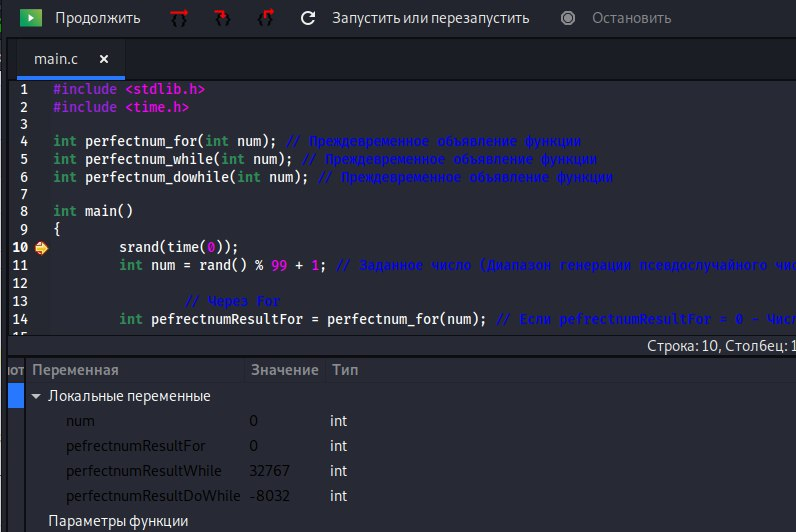 Продолжить Запустить или перезапустить Остановить
main.c ×
1 #include <stdlib.h>
2 #include <time.h>
3
4 int perfectnum_for(int num); // Преждевременное объявление функции
5 int perfectnum_while(int num); // Преждевременное объявление функции
6 int perfectnum_dowhile(int num); // Преждевременное объявление функции
7
8 int main()
9 {
10 srand(time(0));
11 int num = rand() % 99 + 1; // Заданное число (Диапазон генерации псевдослучайного чис
12
13 // Через For
14 int pefrectnumResultFor = perfectnum_for(num); // Если pefrectnumResultFor = 0 - Числ
Строка: 10, Столбец: 1
Переменная Значение Тип
Локальные переменные
num 0 int
pefrectnumResultFor 0 int
perfectnumResultWhile 32767 int
perfectnumResultDoWhile -8032 int
Параметры функции